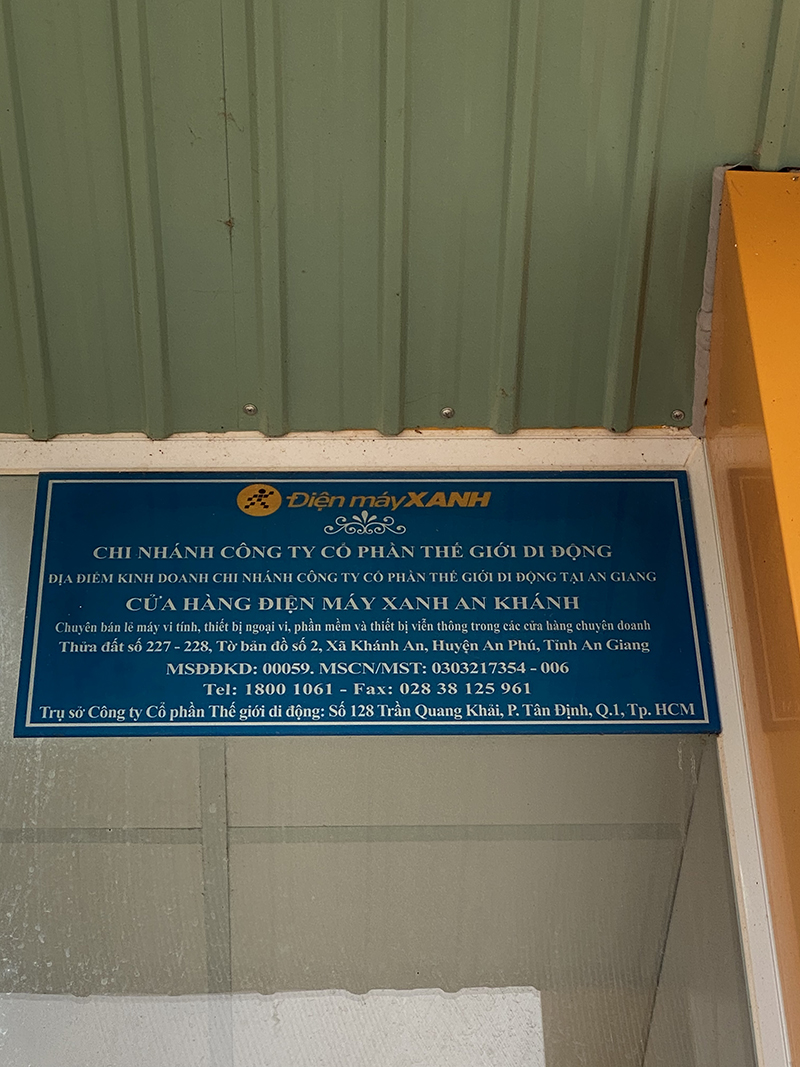 Điện máyXANH
CHI NHÁNH CÔNG TY CỔ PHẦN THẾ GIỚI DI ĐỘNG
ĐỊA ĐIỂM KINH DOANH CHI NHÁNH CÔNG TY CỔ PHẦN THẾ GIỚI DI ĐỘNG TẠI AN GIANG
CỬA HÀNG ĐIỆN MÁY XANH AN KHÁNH
Chuyên bán lẻ máy vi tính, thiết bị ngoại vi, phần mềm và thiết bị viễn thông trong các cửa hàng chuyên doanh
Thửa đất số 227 - 228, Tờ bản đồ số 2, Xã Khánh An, Huyện An Phú, Tỉnh An Giang
MSĐĐKD: 00059. MSCN/MST: 0303217354 - 006
Tel: 1800 1061 - Fax: 028 38 125 961
Trụ sở Công ty Cổ phần Thế giới di động: Số 128 Trần Quang Khải, P. Tân Định, Q.1, Tp. HCM